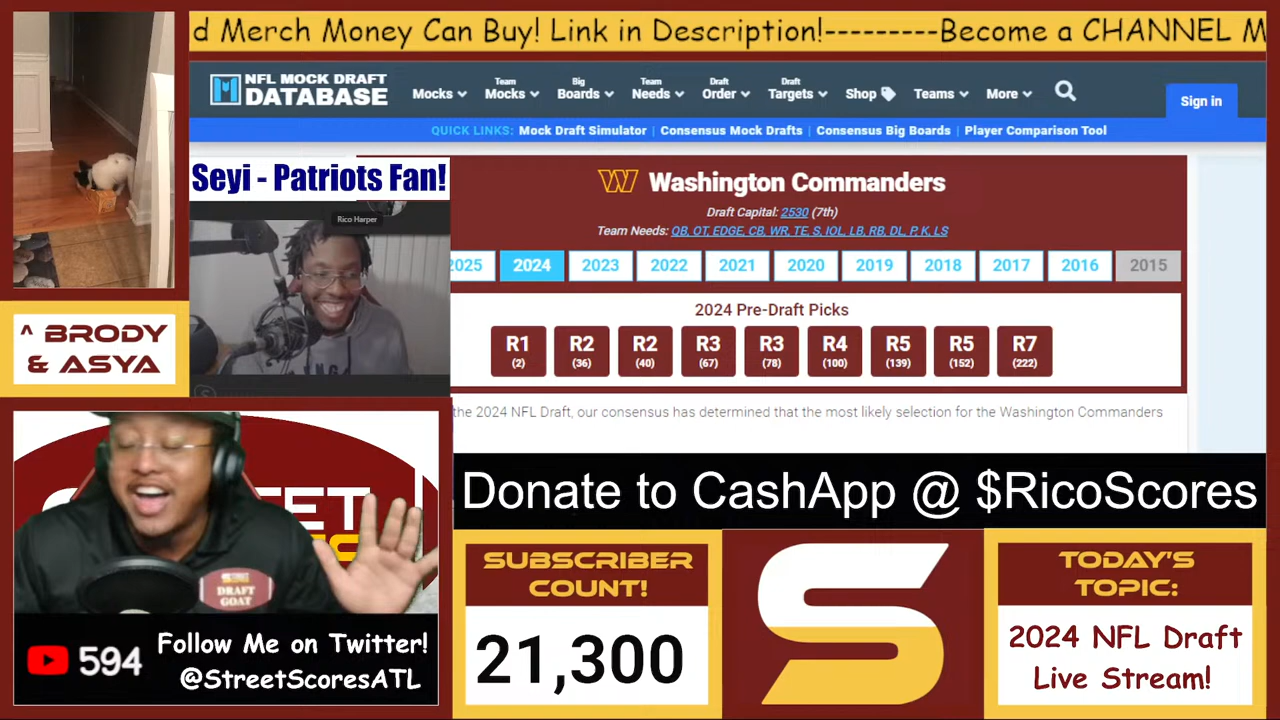 d Merch Money Can Buy! Link in Description!---------Become a CHANNEL M
NFL MOCK DRAFT
DATABASE
Mocks
Team
Mocks
Big
Boards
Team
Needs
Draft
Order
Draft
Targets
Shop
Teams
More
Sign in
QUICK LINKS: Mock Draft Simulator | Consensus Mock Drafts | Consensus Big Boards | Player Comparison Tool
Seyi - Patriots Fan!
Rico Harper
Washington Commanders
Draft Capital: 2530 (7th)
Team Needs: QB, OT, EDGE, CB, WR, TE, S, IOL, LB, RB, DL, P, K, LS
2025 2024 2023 2022 2021 2020 2019 2018 2017 2016 2015
2024 Pre-Draft Picks
R1 R2 R2 R3 R3 R4 R5 R5 R7
(2) (36) (40) (67) (78) (100) (139) (152) (222)
the 2024 NFL Draft, our consensus has determined that the most likely selection for the Washington Commanders
^ BRODY
& ASYA
DRAFT
GOAT
594
Follow Me on Twitter!
@StreetScoresATL
Donate to CashApp @ $RicoScores
SUBSCRIBER
COUNT!
21,300
S
TODAY'S
TOPIC:
2024 NFL Draft
Live Stream!